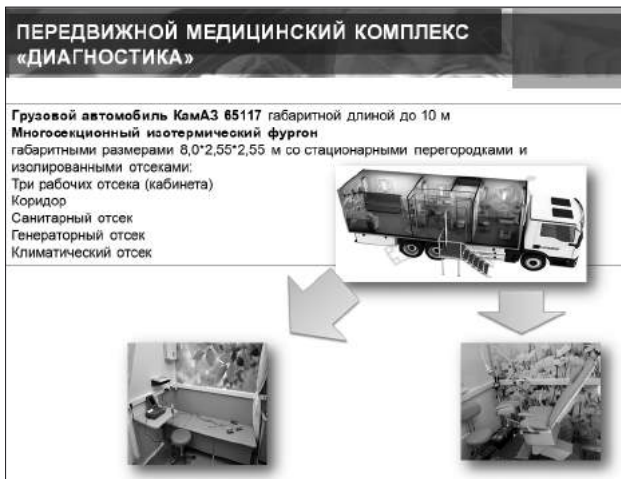 ПЕРЕДВИЖНОЙ МЕДИЦИНСКИЙ КОМПЛЕКС
«ДИАГНОСТИКА»
Грузовой автомобиль КамАЗ 65117 габаритной длиной до 10 м
Многосекционный изотермический фургон
габаритными размерами 8,0*2,55*2,55 м со стационарными перегородками и
изолированными отсеками:
Три рабочих отсека (кабинета)
Коридор
Санитарный отсек
Генераторный отсек
Климатический отсек